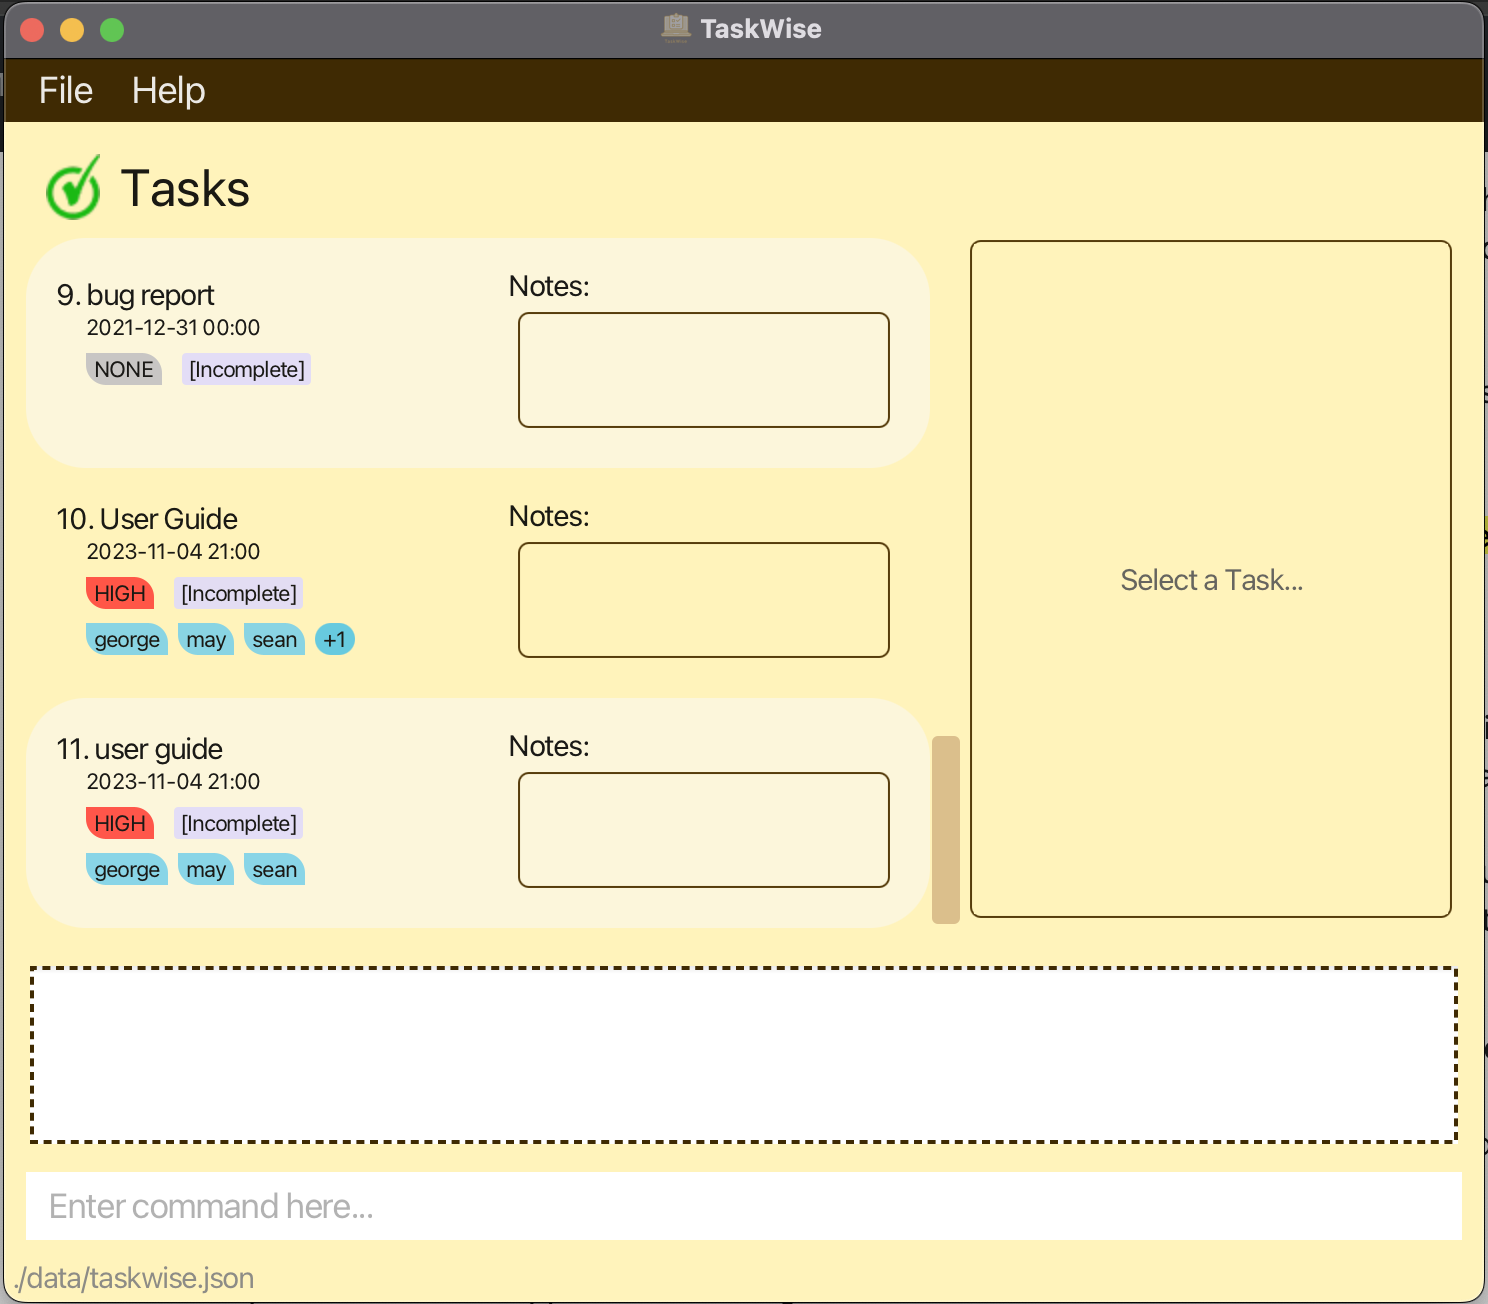 TaskWise
File Help
Tasks
9. bug report
2021-12-31 00:00
NONE [Incomplete]
Notes:
10. User Guide
2023-11-04 21:00
HIGH [Incomplete]
george may sean +1
Notes:
11. user guide
2023-11-04 21:00
HIGH [Incomplete]
george may sean
Notes:
Select a Task...
Enter command here...
./data/taskwise.json